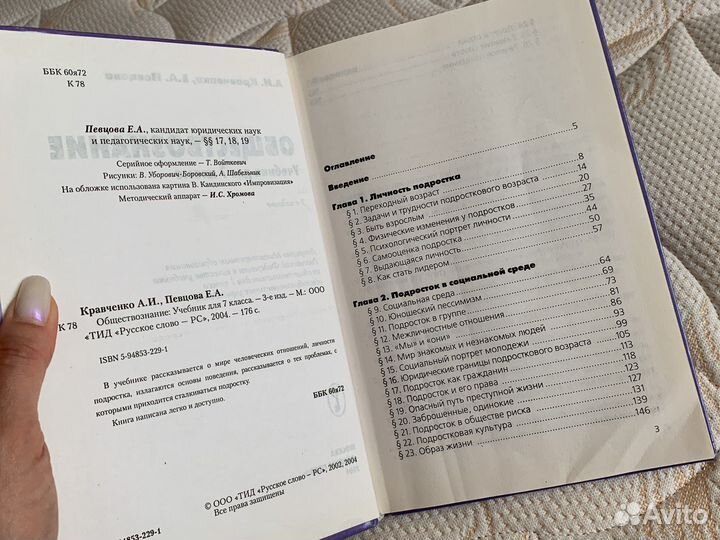 ББК 60я72
К 78
Певцова Е.А., кандидат юридических наук
и педагогических наук, – §§ 17, 18, 19
Серийное оформление — Т. Войткевич
Рисунки: В. Уборович-Боровский, А. Шабельник
На обложке использована картина В. Кандинского «Импровизация»
Методический аппарат — И.С. Хромова
Кравченко А.И., Певцова Е.А.
К 78 Обществознание: Учебник для 7 класса. – 3-е изд. – М.: ООО
«ТИД «Русское слово – РС», 2004. – 176 с.
ISBN 5-94853-229-1
В учебнике рассказывается о мире человеческих отношений, личности
подростка, излагаются основы поведения, рассказывается о тех проблемах, с
которыми приходится сталкиваться подростку.
Книга написана легко и доступно.
ББК 60я72
© ООО «ТИД «Русское слово – РС», 2002, 2004
Все права защищены
-94853-229-1
Оглавление
Введение 5
Глава 1. Личность подростка
§ 1. Переходный возраст 8
§ 2. Задачи и трудности подросткового возраста 14
§ 3. Быть взрослым 20
§ 4. Физические изменения у подростков 27
§ 5. Психологический портрет личности 35
§ 6. Самооценка подростка 44
§ 7. Выдающаяся личность 50
§ 8. Как стать лидером 57
Глава 2. Подросток в социальной среде
§ 9. Социальная среда 64
§ 10. Юношеский пессимизм
§ 11. Подросток в группе 73
§ 12. Межличностные отношения 81
§ 13. «Мы» и «они» 86
§ 14. Мир знакомых и незнакомых людей
§ 15. Социальный портрет молодежи
§ 16. Юридические границы подросткового возраста 105
§ 17. Подросток как гражданин
§ 18. Подросток и его права 118
§ 19. Опасный путь преступной жизни 123
§ 20. Заброшенные, одинокие 127
§ 21. Подросток в обществе риска 131
§ 22. Подростковая культура 139
§ 23. Образ жизни 146
3
Avito